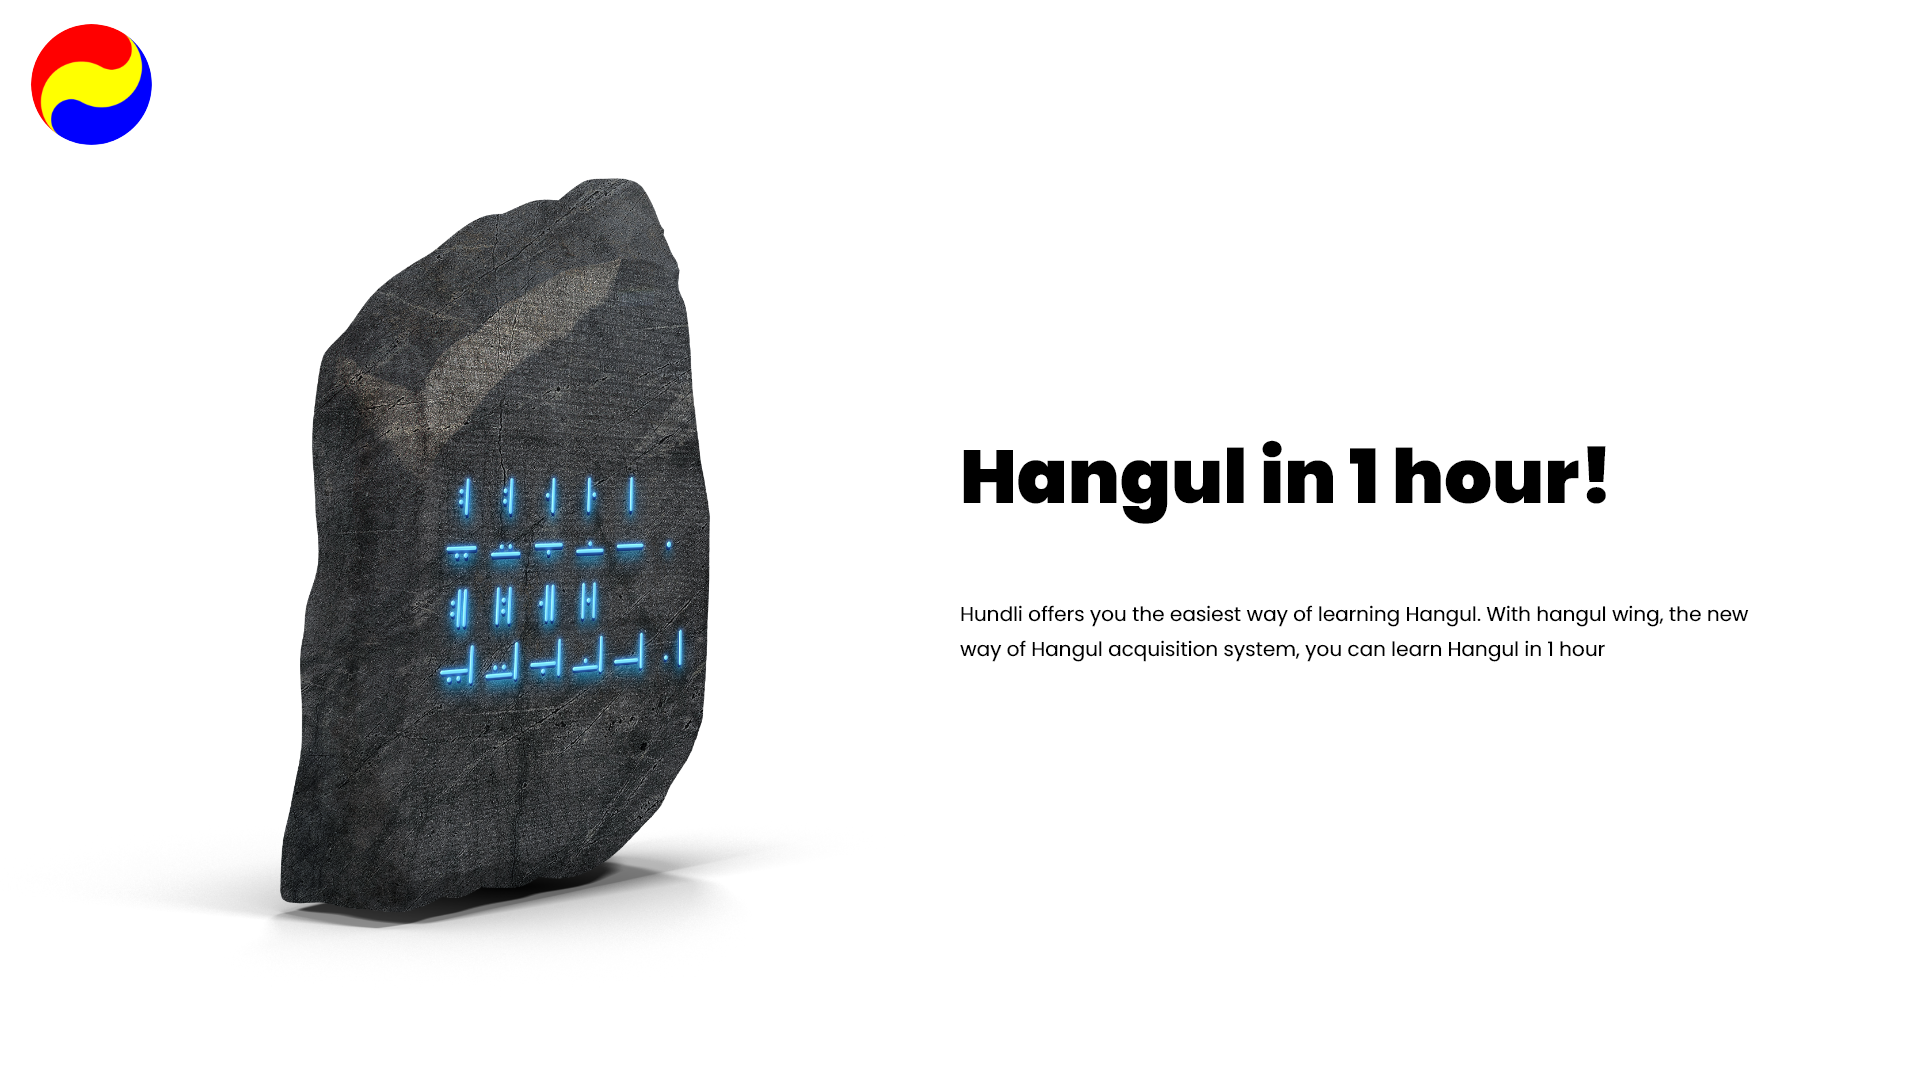 ㅕ ㅓ ㅏ ㅣ
ㅠ ㅛ ㅜ ㅗ ㅡ ㆍ
ㅖ ㅒ ㅔ ㅐ
ㆌ ㆉ ㅟ ㅚ ㅢ ㆎ
Hangul in 1 hour!
Hundli offers you the easiest way of learning Hangul. With hangul wing, the new
way of Hangul acquisition system, you can learn Hangul in 1 hour